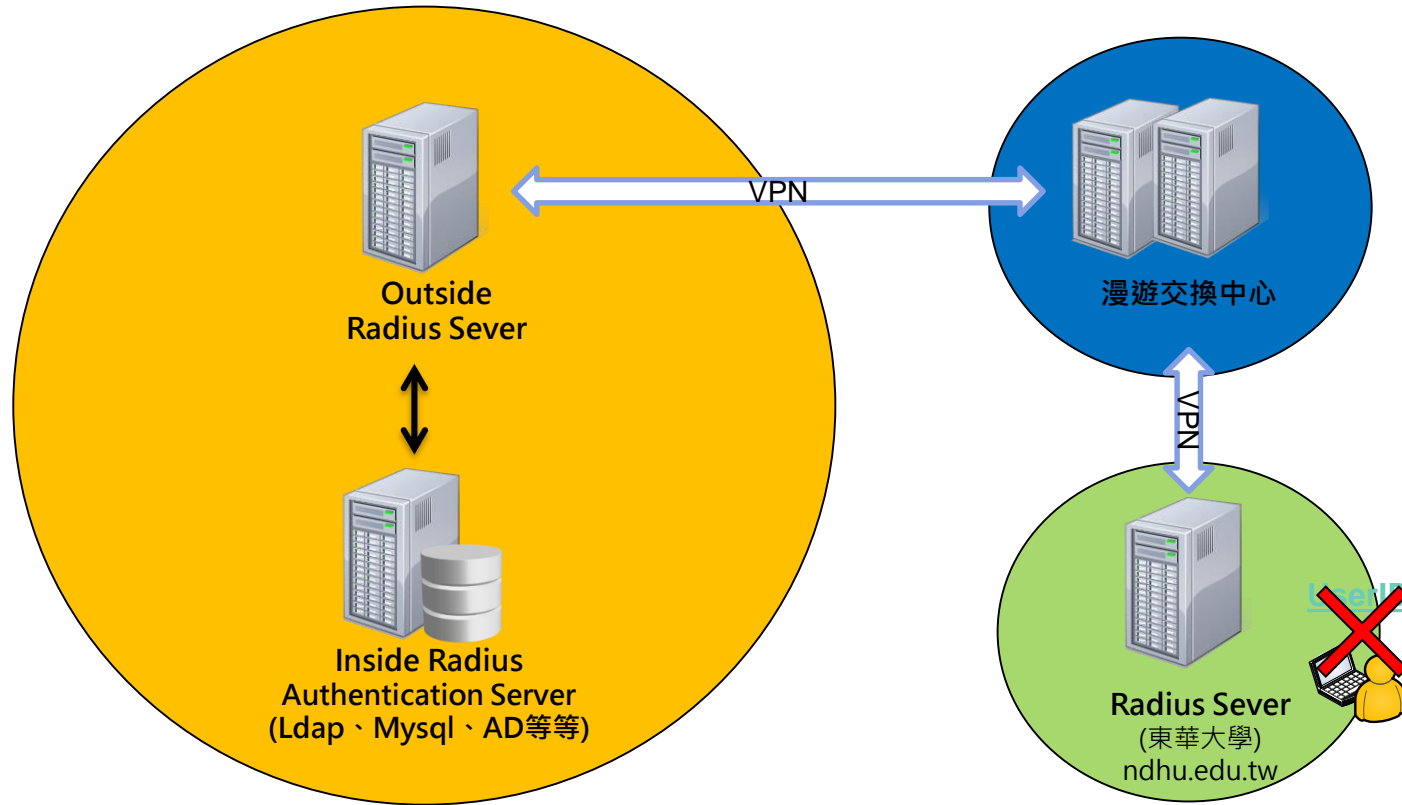 VPN
Outside
Radius Sever
漫遊交換中心
VPN
Inside Radius
Authentication Server
(Ldap、Mysql、AD等等)
Radius Sever
(東華大學)
ndhu.edu.tw